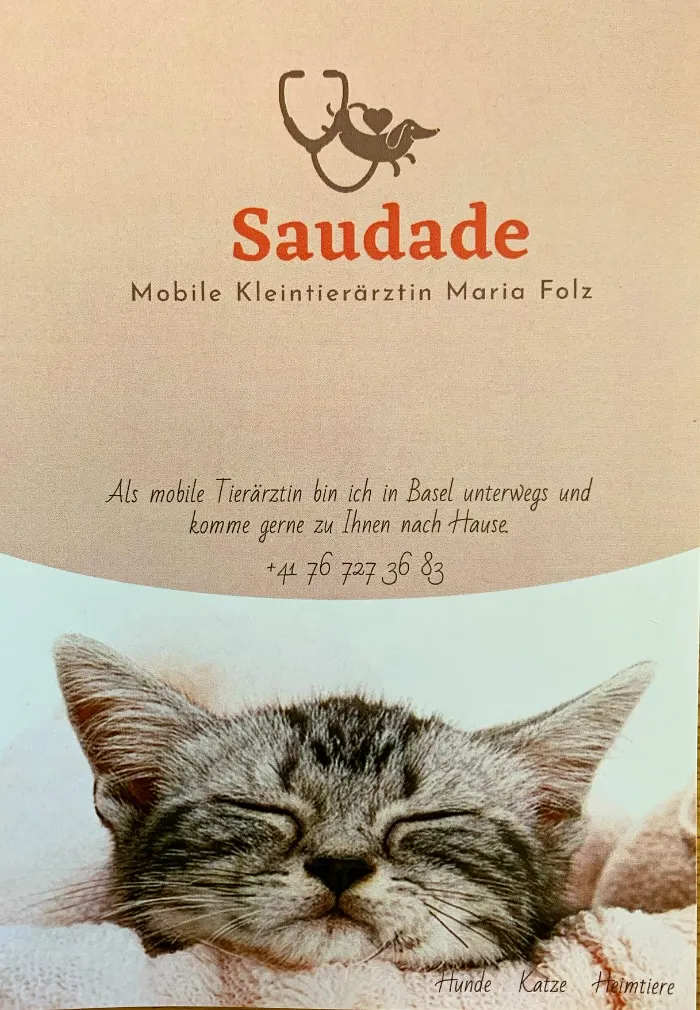 Saudade
Mobile Kleintierärztin Maria Folz
Als mobile Tierärztin bin ich in Basel unterwegs und
komme gerne zu Ihnen nach Hause.
+41 76 727 36 83
Hunde Katze Heimtiere